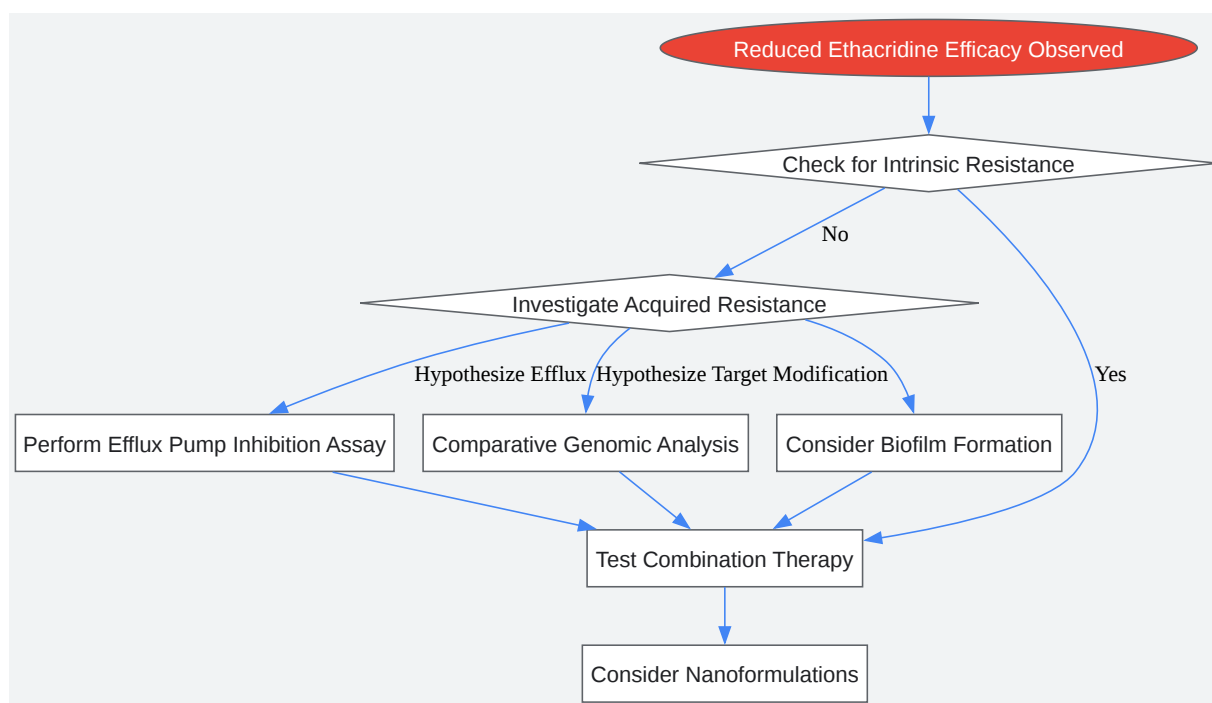 Reduced Ethacridine Efficacy Observed
Check for Intrinsic Resistance
No
Investigate Acquired Resistance
Hypothesize Efflux
Hypothesize Target Modification
Yes
Perform Efflux Pump Inhibition Assay
Comparative Genomic Analysis
Consider Biofilm Formation
Test Combination Therapy
Consider Nanoformulations